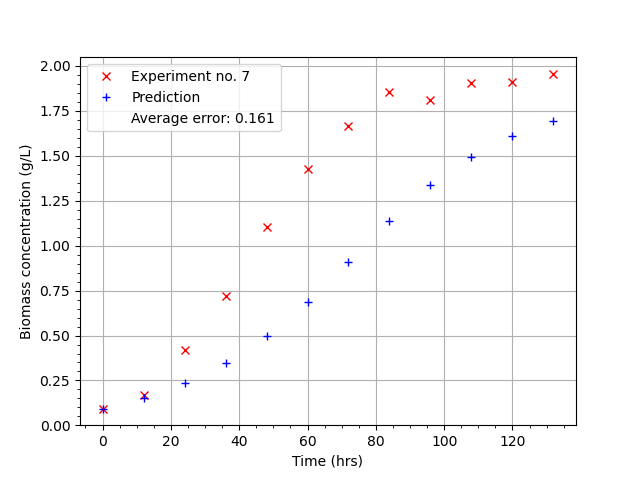 Experiment no. 7
Prediction
Average error: 0.161
Biomass concentration (g/L)
2.00
1.75
1.50
1.25
1.00
0.75
0.50
0.25
0.00
0 20 40 60 80 100 120
Time (hrs)